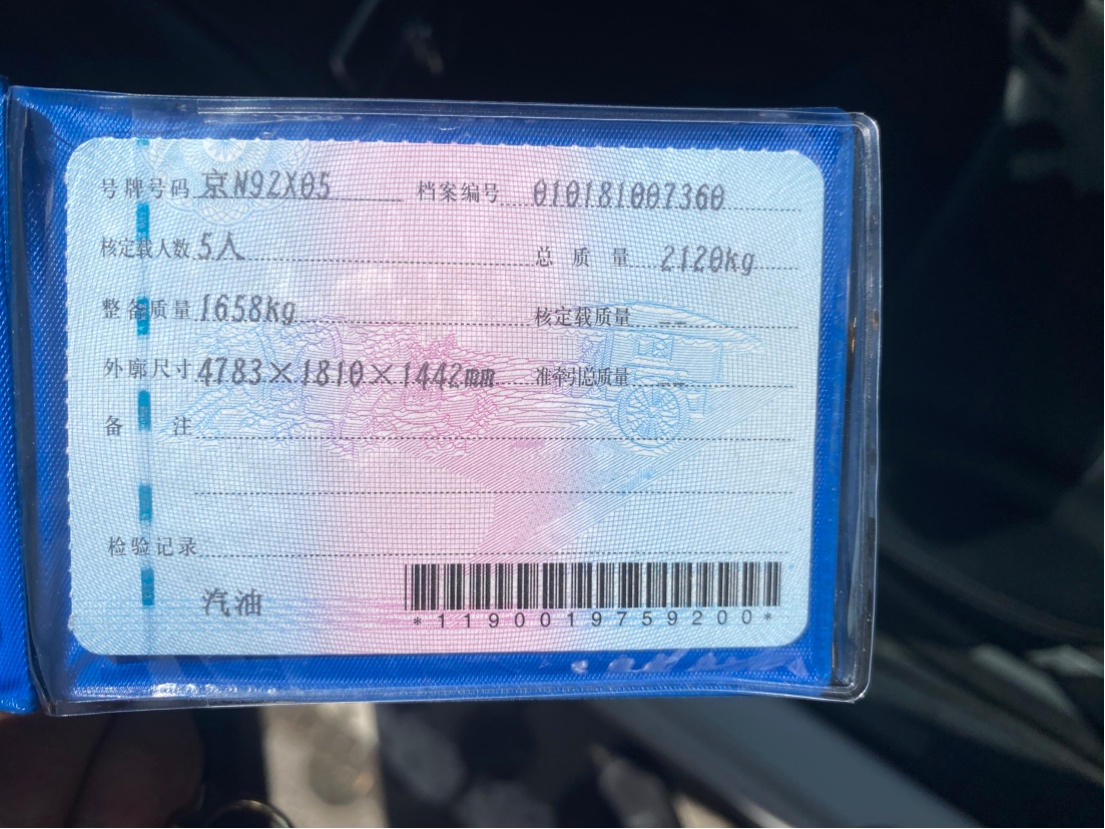 号牌号码 京N92X05 档案编号 010181007360
核定载人数 5人 总质量 2120kg
整备质量 1658kg 核定载质量 --
外廓尺寸 4783×1810×1442mm 准牵引总质量 --
备注
检验记录
汽油
*1190019759200*